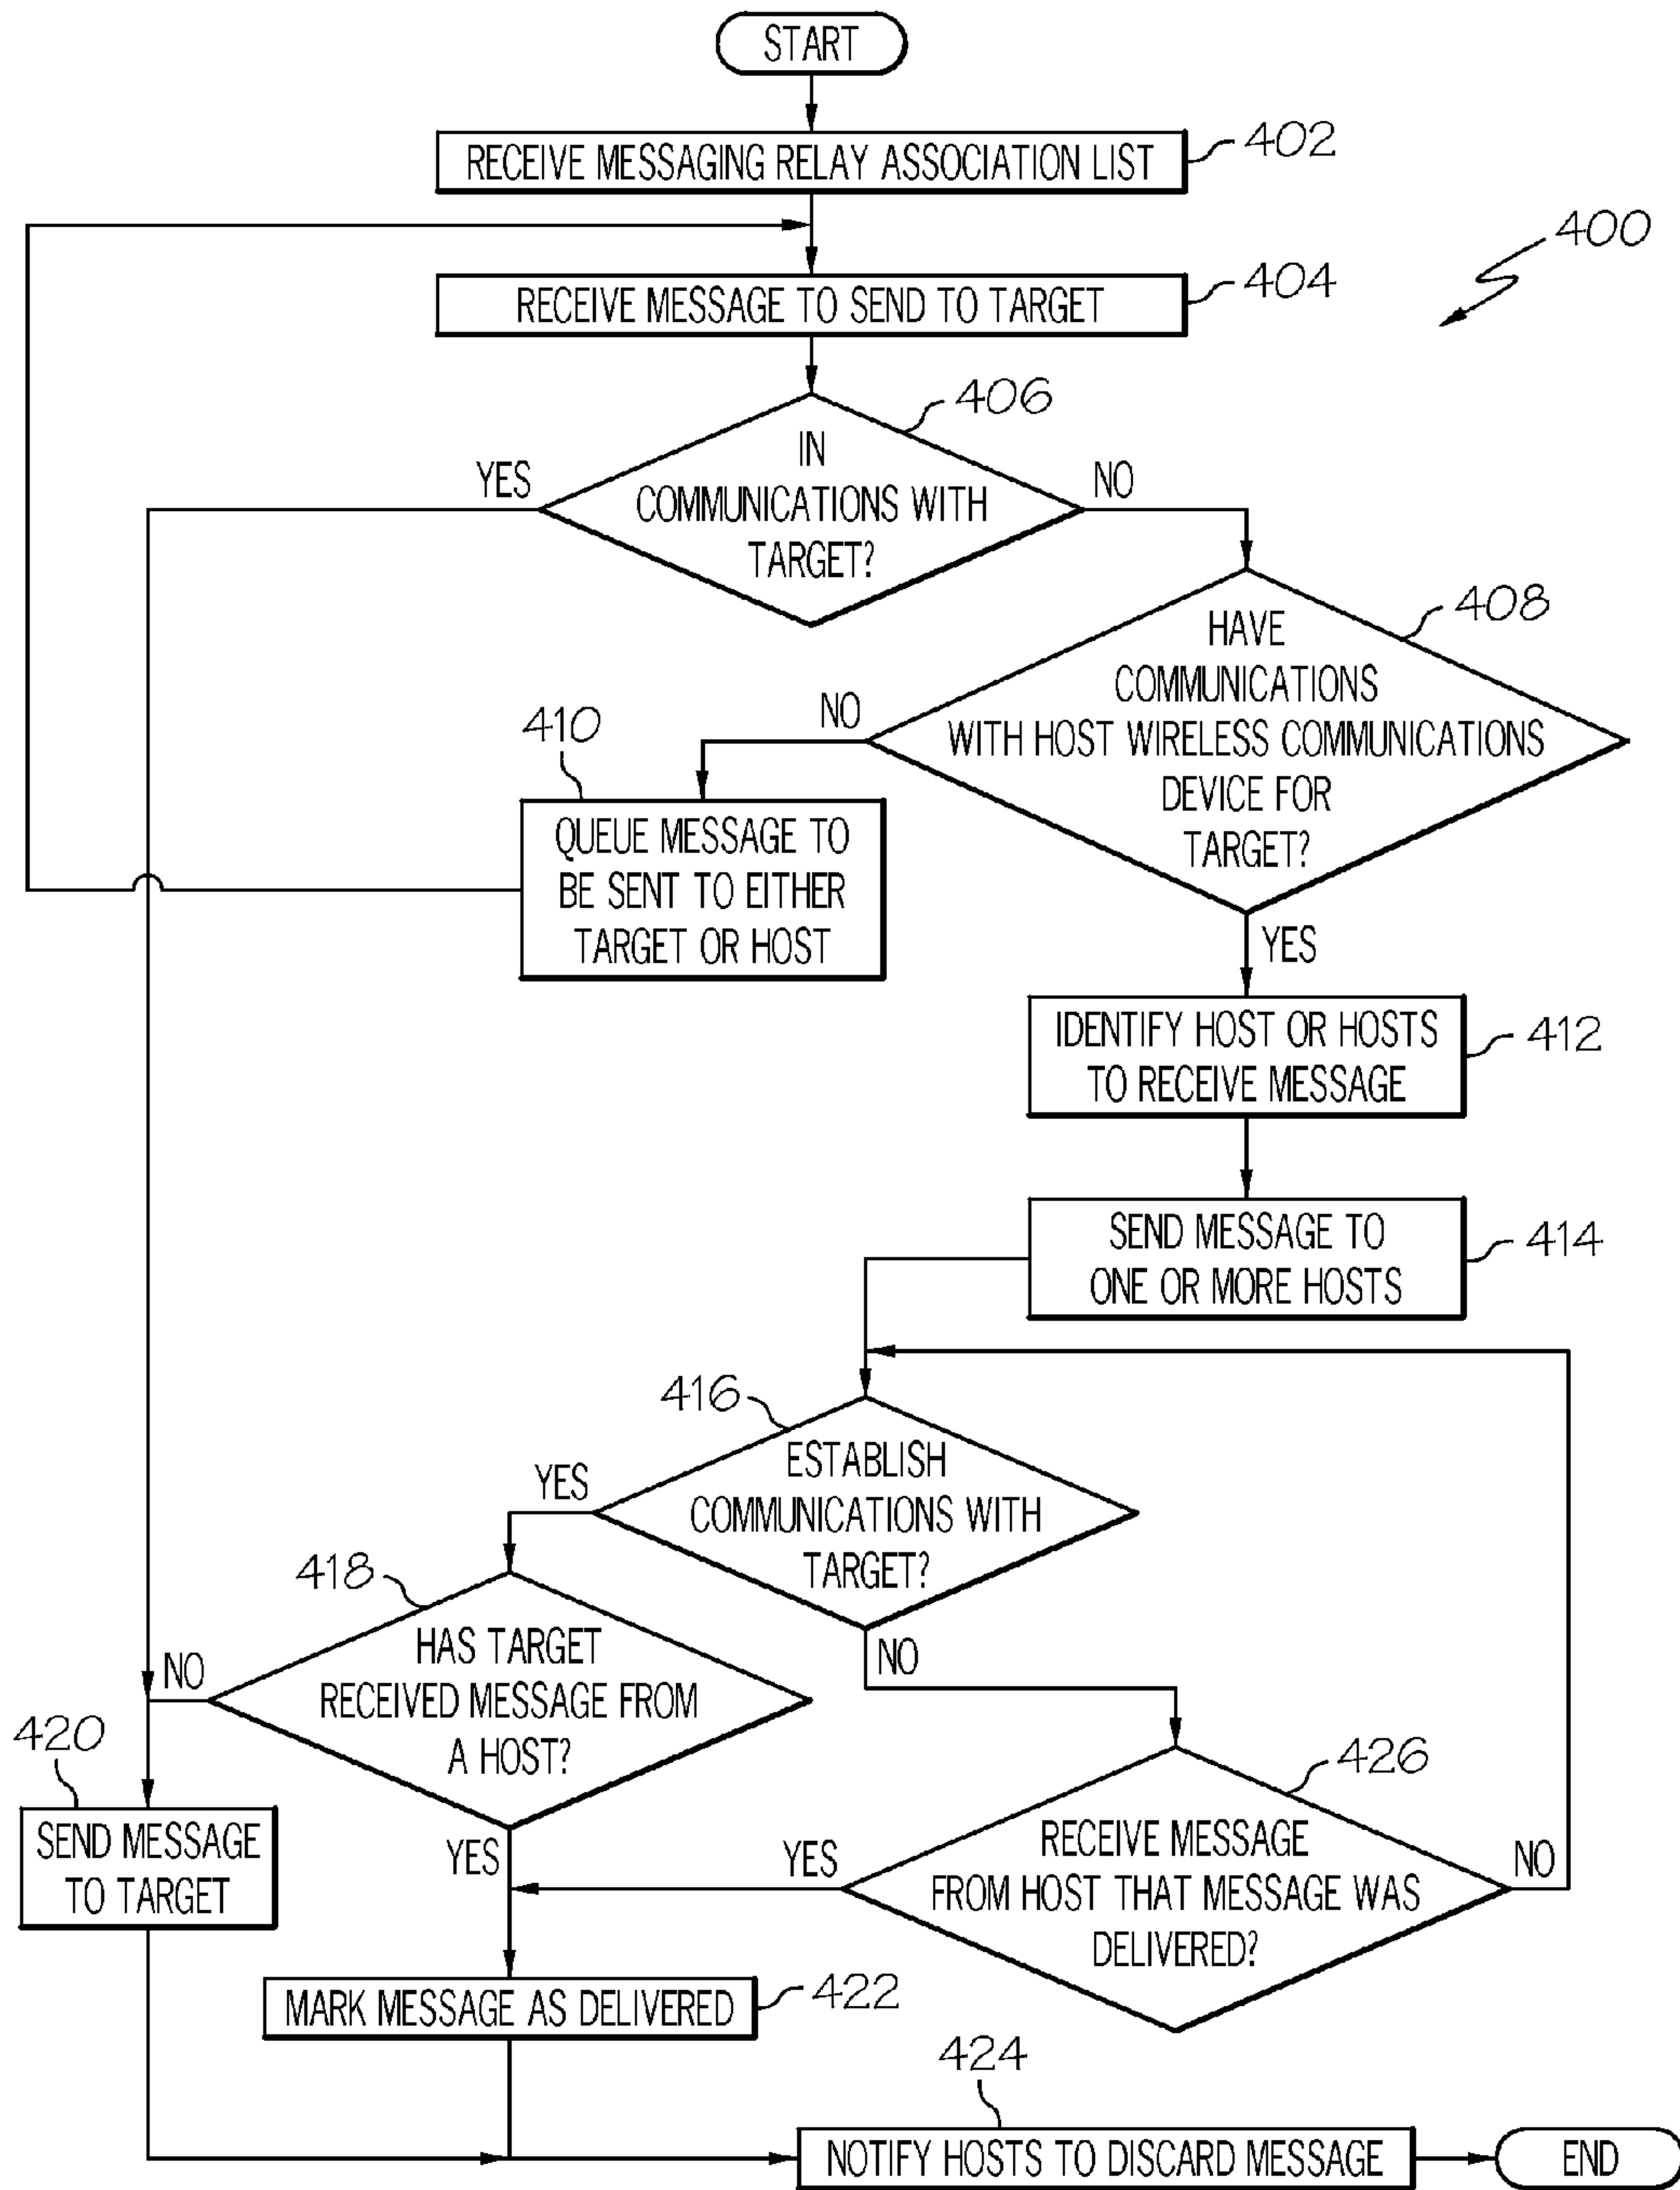 START
RECEIVE MESSAGING RELAY ASSOCIATION LIST
402
400
RECEIVE MESSAGE TO SEND TO TARGET
404
406
IN
COMMUNICATIONS WITH
TARGET?
YES
NO
408
HAVE
COMMUNICATIONS
WITH HOST WIRELESS COMMUNICATIONS
DEVICE FOR
TARGET?
NO
410
QUEUE MESSAGE TO
BE SENT TO EITHER
TARGET OR HOST
YES
IDENTIFY HOST OR HOSTS
TO RECEIVE MESSAGE
412
SEND MESSAGE TO
ONE OR MORE HOSTS
414
416
ESTABLISH
COMMUNICATIONS WITH
TARGET?
YES
NO
418
HAS TARGET
RECEIVED MESSAGE FROM
A HOST?
NO
420
SEND MESSAGE
TO TARGET
YES
426
RECEIVE MESSAGE
FROM HOST THAT MESSAGE WAS
DELIVERED?
YES
NO
MARK MESSAGE AS DELIVERED
422
424
NOTIFY HOSTS TO DISCARD MESSAGE
END